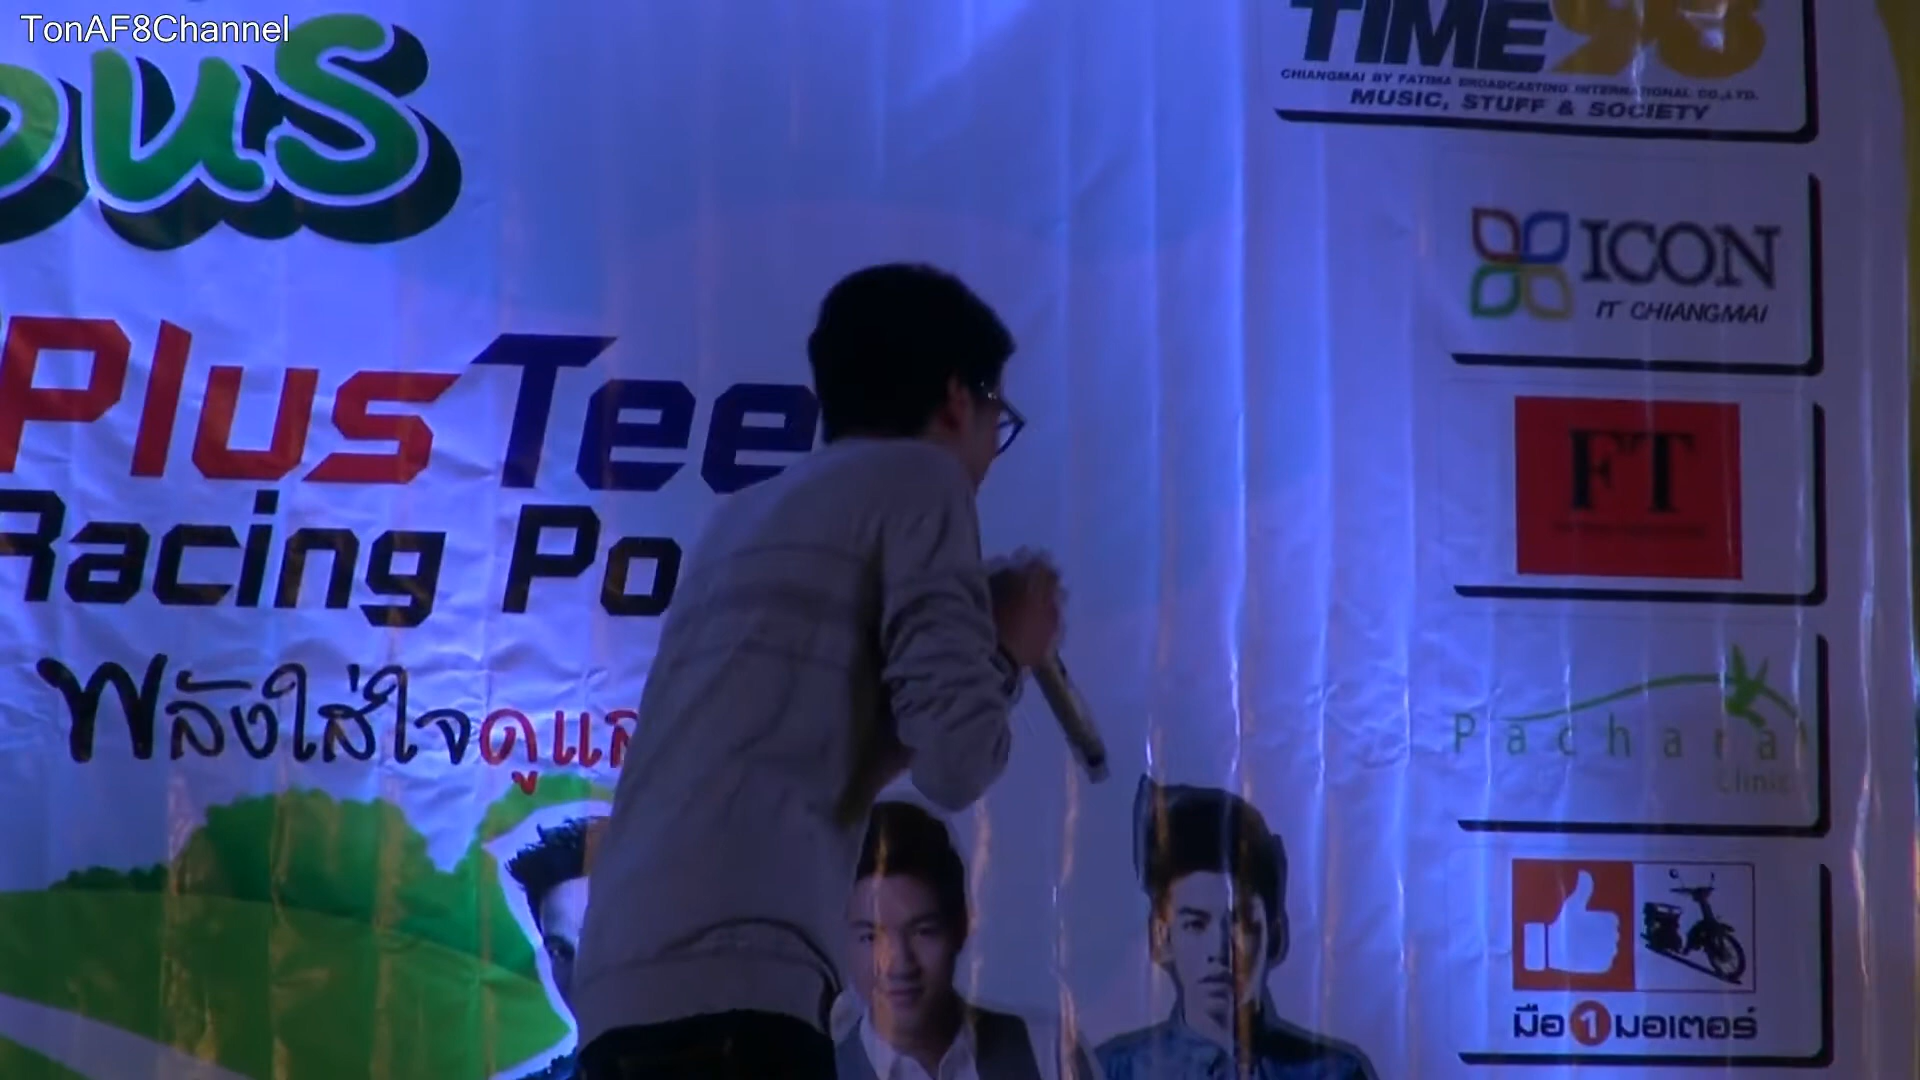 TonAF8Channel
PlusTee
Racing Po
พลังใส่ใจดูแล
TIME 93
CHIANGMAI BY FATIMA BROADCASTING INTERNATIONAL CO.,LTD.
MUSIC, STUFF & SOCIETY
ICON
IT CHIANGMAI
FT
Pachara
Clinic
มือ 1 มอเตอร์